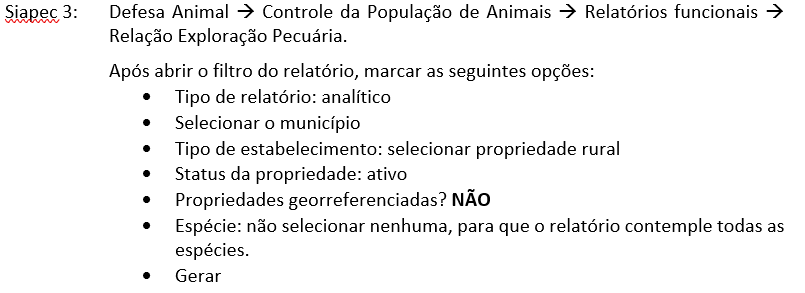 Siapec 3: Defesa Animal → Controle da População de Animais → Relatórios funcionais →
Relação Exploração Pecuária.
Após abrir o filtro do relatório, marcar as seguintes opções:
• Tipo de relatório: analítico
• Selecionar o município
• Tipo de estabelecimento: selecionar propriedade rural
• Status da propriedade: ativo
• Propriedades georreferenciadas? NÃO
• Espécie: não selecionar nenhuma, para que o relatório contemple todas as
espécies.
• Gerar